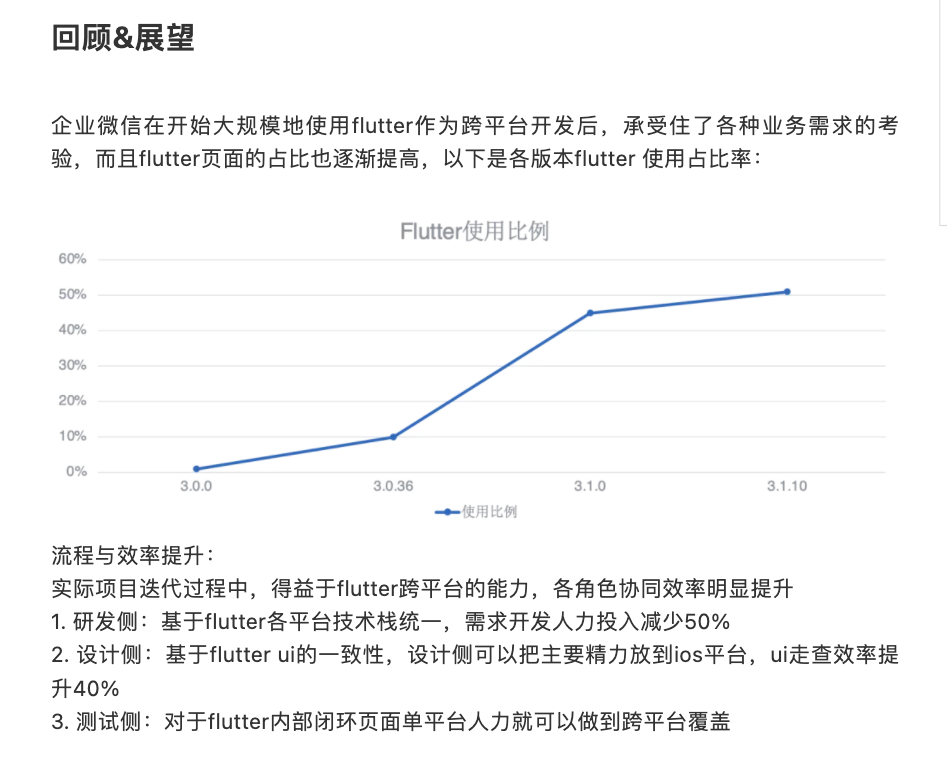 回顾&展望
企业微信在开始大规模地使用flutter作为跨平台开发后，承受住了各种业务需求的考
验，而且flutter页面的占比也逐渐提高，以下是各版本flutter 使用占比率：
Flutter使用比例
60%
50%
40%
30%
20%
10%
0%
3.0.0 3.0.36 3.1.0 3.1.10
使用比例
流程与效率提升：
实际项目迭代过程中，得益于flutter跨平台的能力，各角色协同效率明显提升
1. 研发侧：基于flutter各平台技术栈统一，需求开发人力投入减少50%
2. 设计侧：基于flutter ui的一致性，设计侧可以把主要精力放到ios平台，ui走查效率提
升40%
3. 测试侧：对于flutter内部闭环页面单平台人力就可以做到跨平台覆盖